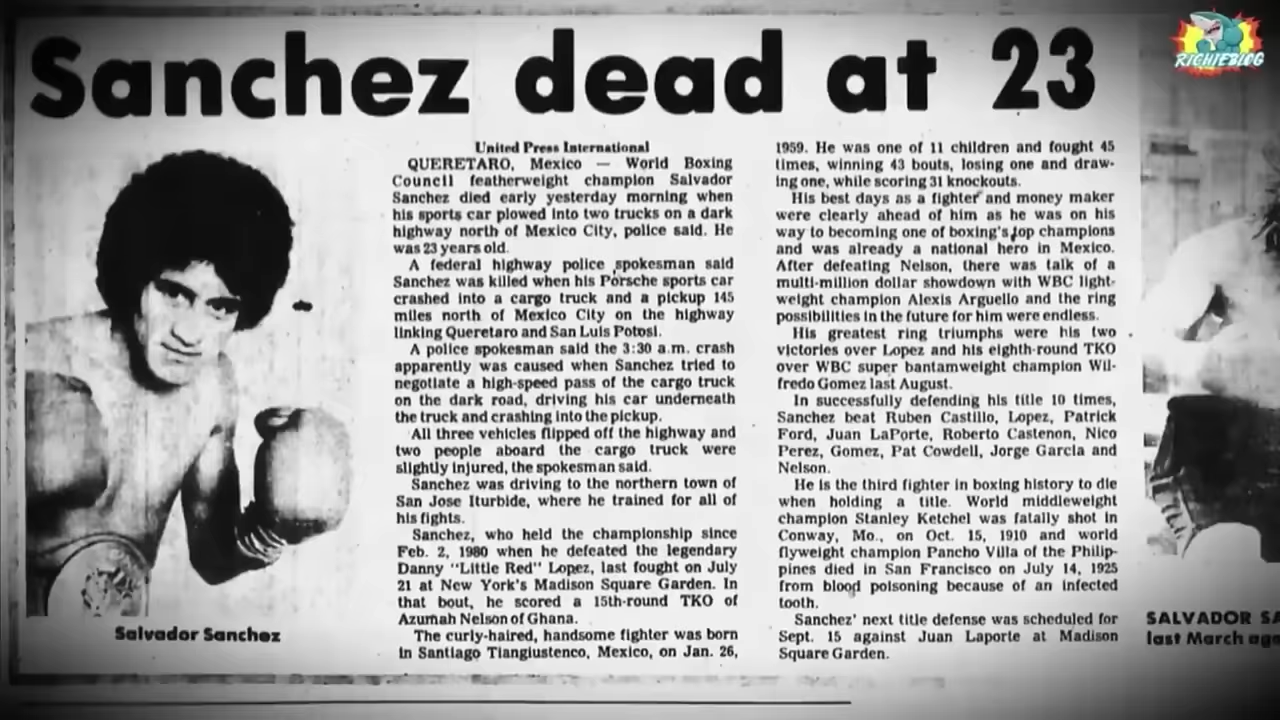 Sanchez dead at 23
RICHIEBLOG
United Press International
QUERETARO, Mexico — World Boxing
Council featherweight champion Salvador
Sanchez died early yesterday morning when
his sports car plowed into two trucks on a dark
highway north of Mexico City, police said. He
was 23 years old.
A federal highway police spokesman said
Sanchez was killed when his Porsche sports car
crashed into a cargo truck and a pickup 145
miles north of Mexico City on the highway
linking Queretaro and San Luis Potosi.
A police spokesman said the 3:30 a.m. crash
apparently was caused when Sanchez tried to
negotiate a high-speed pass of the cargo truck
on the dark road, driving his car underneath
the truck and crashing into the pickup.
All three vehicles flipped off the highway and
two people aboard the cargo truck were
slightly injured, the spokesman said.
Sanchez was driving to the northern town of
San Jose Iturbide, where he trained for all of
his fights.
Sanchez, who held the championship since
Feb. 2, 1980 when he defeated the legendary
Danny "Little Red" Lopez, last fought on July
21 at New York's Madison Square Garden. In
that bout, he scored a 15th-round TKO of
Azumah Nelson of Ghana.
The curly-haired, handsome fighter was born
in Santiago Tianguistenco, Mexico, on Jan. 26,
1959. He was one of 11 children and fought 45
times, winning 43 bouts, losing one and draw-
ing one, while scoring 31 knockouts.
His best days as a fighter and money maker
were clearly ahead of him as he was on his
way to becoming one of boxing's top champions
and was already a national hero in Mexico.
After defeating Nelson, there was talk of a
multi-million dollar showdown with WBC light-
weight champion Alexis Arguello and the ring
possibilities in the future for him were endless.
His greatest ring triumphs were his two
victories over Lopez and his eighth-round TKO
over WBC super bantamweight champion Wil-
fredo Gomez last August.
In successfully defending his title 10 times,
Sanchez beat Ruben Castillo, Lopez, Patrick
Ford, Juan LaPorte, Roberto Castenon, Nico
Perez, Gomez, Pat Cowdell, Jorge Garcia and
Nelson.
He is the third fighter in boxing history to die
when holding a title. World middleweight
champion Stanley Ketchel was fatally shot in
Conway, Mo., on Oct. 15, 1910 and world
flyweight champion Pancho Villa of the Philip-
pines died in San Francisco on July 14, 1925
from blood poisoning because of an infected
tooth.
Sanchez' next title defense was scheduled for
Sept. 15 against Juan Laporte at Madison
Square Garden.
Salvador Sanchez
SALVADOR SA
last March aga